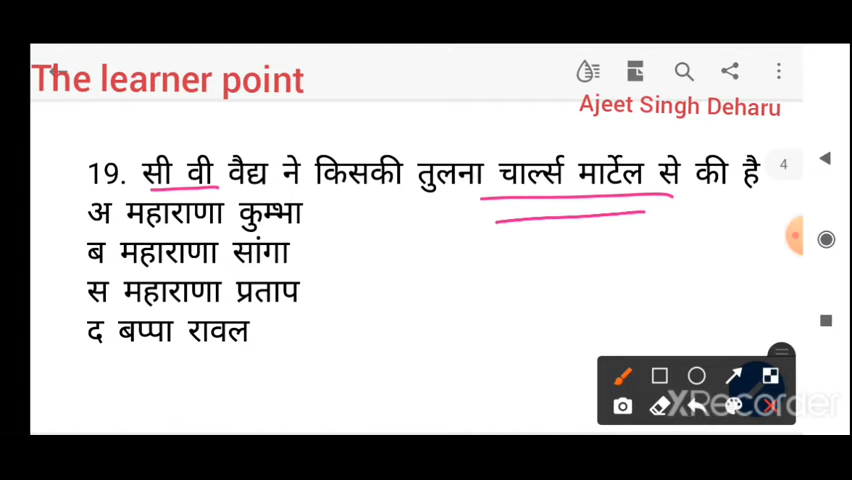 The learner point
Ajeet Singh Deharu
4
19. सी वी वैद्य ने किसकी तुलना चार्ल्स मार्टेल से की है
अ महाराणा कुम्भा
ब महाराणा सांगा
स महाराणा प्रताप
द बप्पा रावल
XRecorder